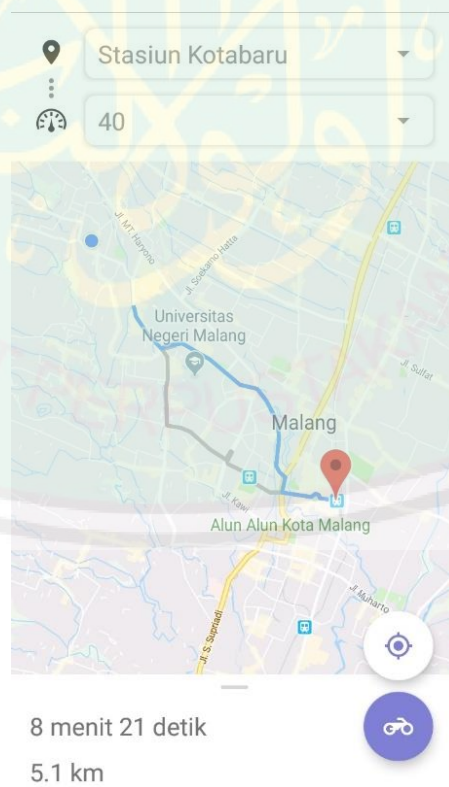 Stasiun Kotabaru
40
Jl. MT. Haryono
Jl. Soekarno Hatta
Universitas
Negeri Malang
Jl. Sulfat
Malang
Jl. Kawi
Alun Alun Kota Malang
Jl. Muharto
Jl. S. Supriadi
8 menit 21 detik
5.1 km